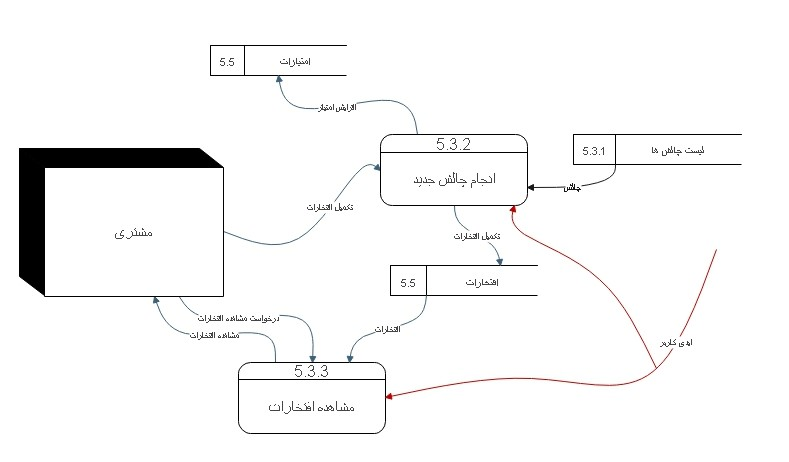 5.5
امتیازات
افزایش امتیاز
5.3.2
انجام چالش جدید
5.3.1
لیست چالش ها
چالش
تکمیل افتخارات
مشتری
تکمیل افتخارات
5.5
افتخارات
درخواست مشاهده افتخارات
مشاهده افتخارات
افتخارات
ایدی کاربر
5.3.3
مشاهده افتخارات